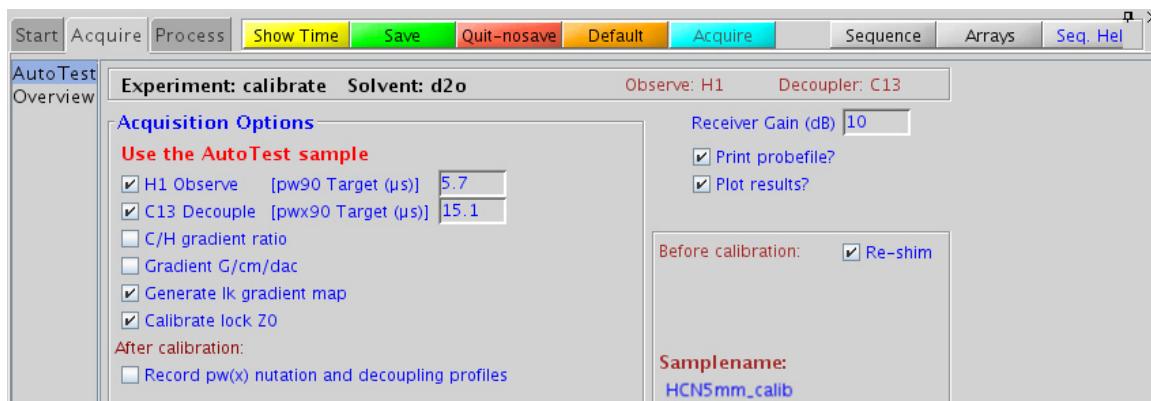 Start Acquire Process Show Time Save Quit-nosave Default Acquire Sequence Arrays Seq. Hel
AutoTest
Overview
Experiment: calibrate Solvent: d2o Observe: H1 Decoupler: C13
Acquisition Options
Use the AutoTest sample
H1 Observe [pw90 Target (µs)] 5.7
C13 Decouple [pwx90 Target (µs)] 15.1
C/H gradient ratio
Gradient G/cm/dac
Generate lk gradient map
Calibrate lock Z0
After calibration:
Record pw(x) nutation and decoupling profiles
Receiver Gain (dB) 10
Print probefile?
Plot results?
Before calibration: Re-shim
Samplename:
HCN5mm_calib